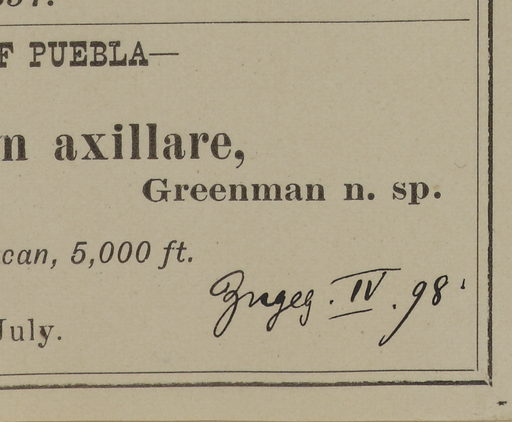 F PUEBLA—
n axillare,
Greenman n. sp.
can, 5,000 ft.
IV. 98.
July.